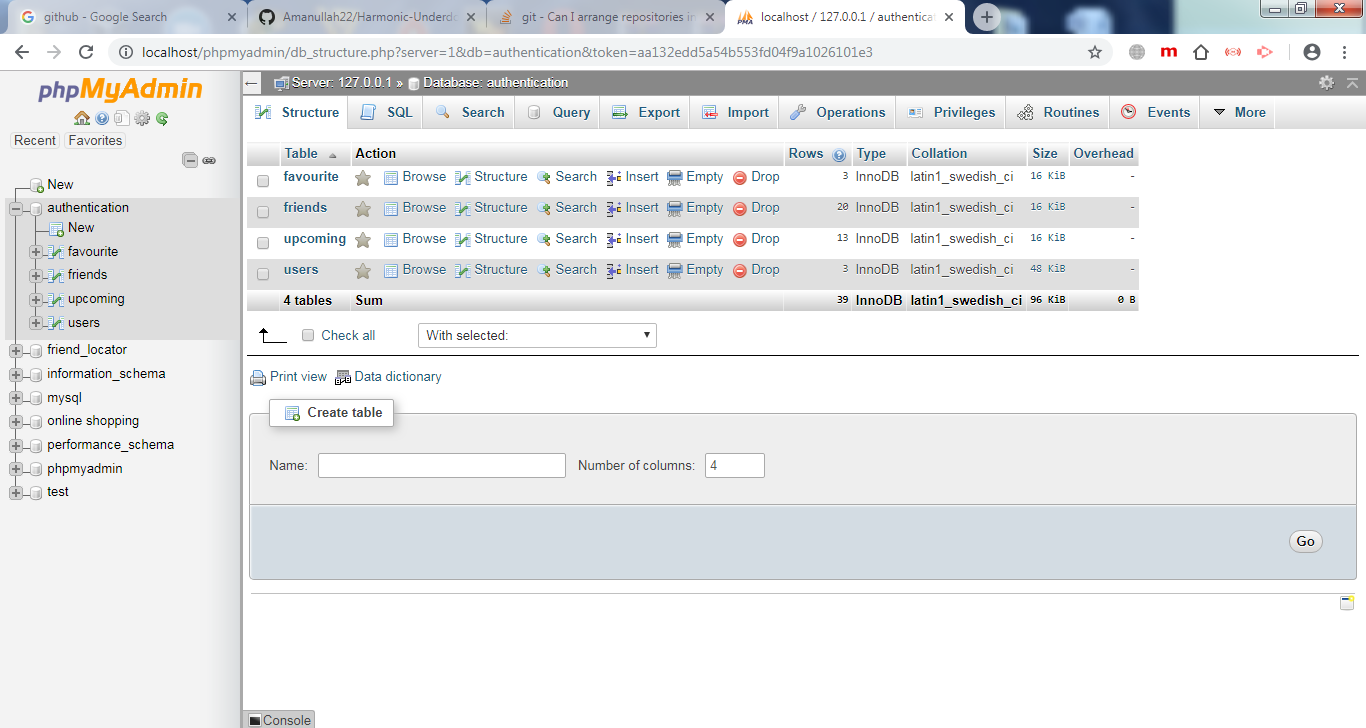 github - Google Search
Amanullah22/Harmonic-Underdo
git - Can I arrange repositories in
localhost / 127.0.0.1 / authenticat
localhost/phpmyadmin/db_structure.php?server=1&db=authentication&token=aa132edd5a54b553fd04f9a1026101e3
phpMyAdmin
Recent Favorites
New
authentication
New
favourite
friends
upcoming
users
friend_locator
information_schema
mysql
online shopping
performance_schema
phpmyadmin
test
Server: 127.0.0.1 » Database: authentication
Structure SQL Search Query Export Import Operations Privileges Routines Events More
Table Action Rows Type Collation Size Overhead
favourite Browse Structure Search Insert Empty Drop 3 InnoDB latin1_swedish_ci 16 KiB -
friends Browse Structure Search Insert Empty Drop 20 InnoDB latin1_swedish_ci 16 KiB -
upcoming Browse Structure Search Insert Empty Drop 13 InnoDB latin1_swedish_ci 16 KiB -
users Browse Structure Search Insert Empty Drop 3 InnoDB latin1_swedish_ci 48 KiB -
4 tables Sum 39 InnoDB latin1_swedish_ci 96 KiB 0 B
Check all With selected:
Print view Data dictionary
Create table
Name: Number of columns: 4
Go
Console